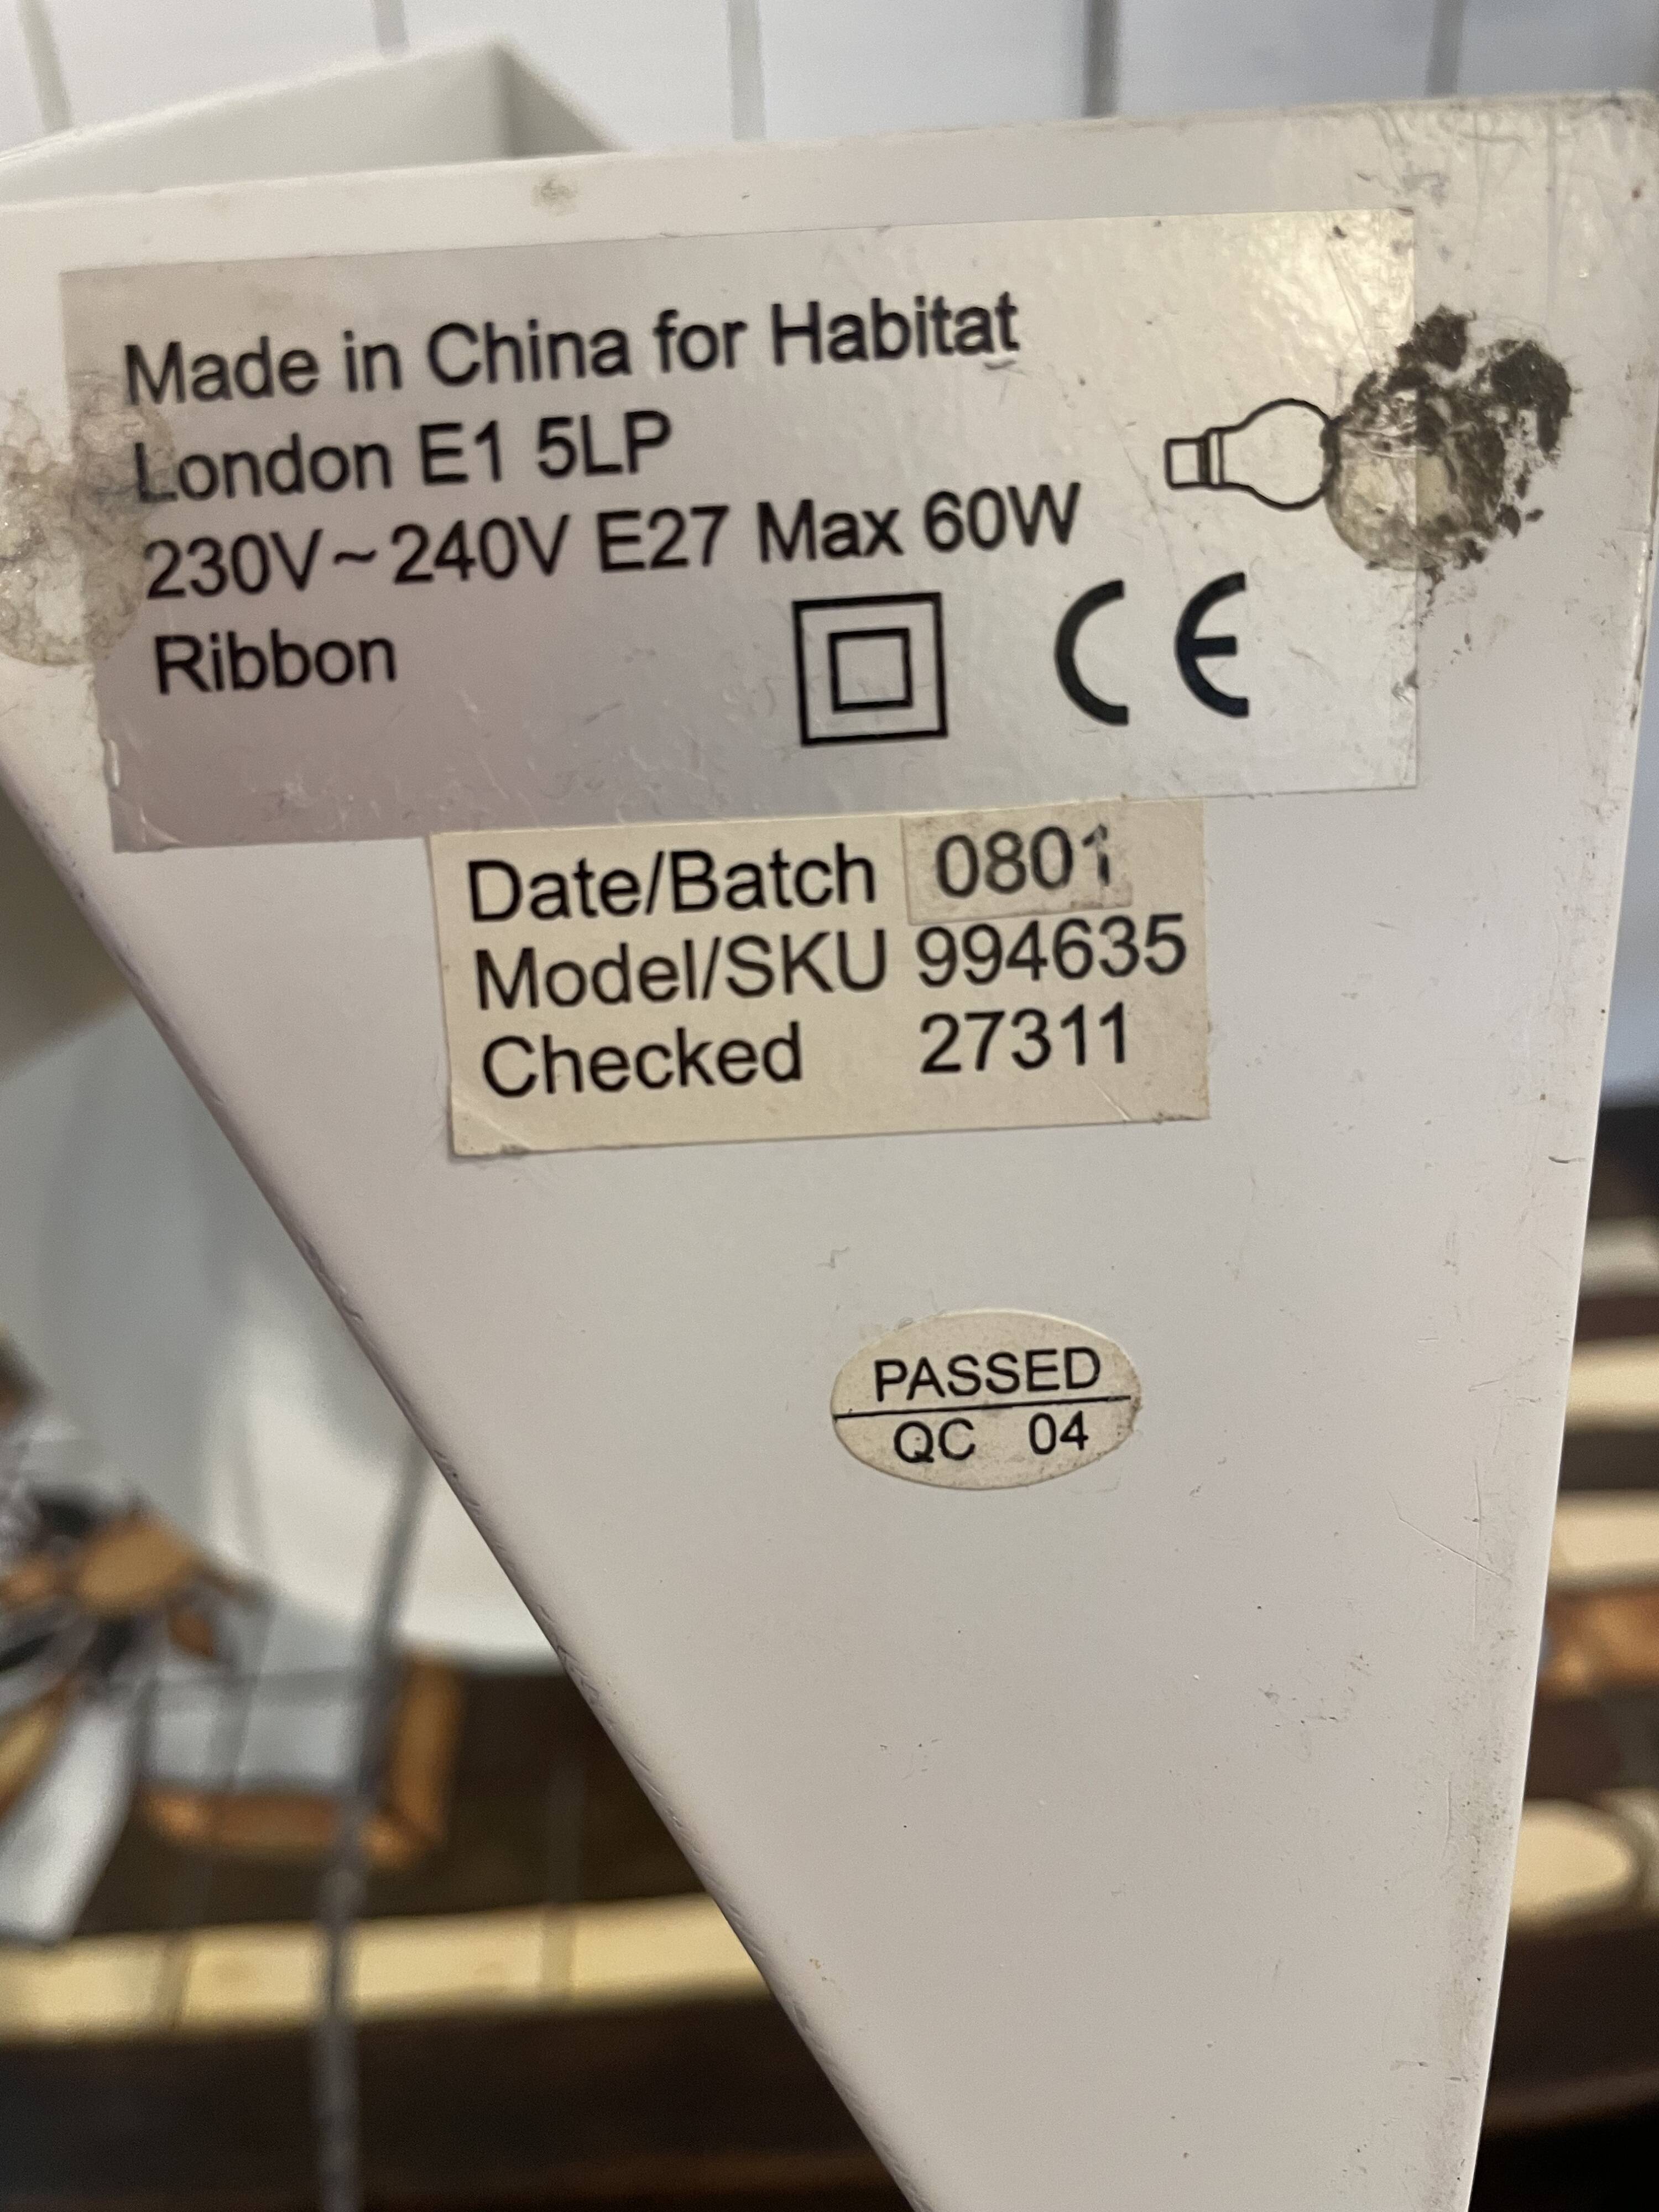 Made in China for Habitat
London E1 5LP
230V~240V E27 Max 60W
Ribbon
CE
Date/Batch 0801
Model/SKU 994635
Checked 27311
PASSED
QC 04